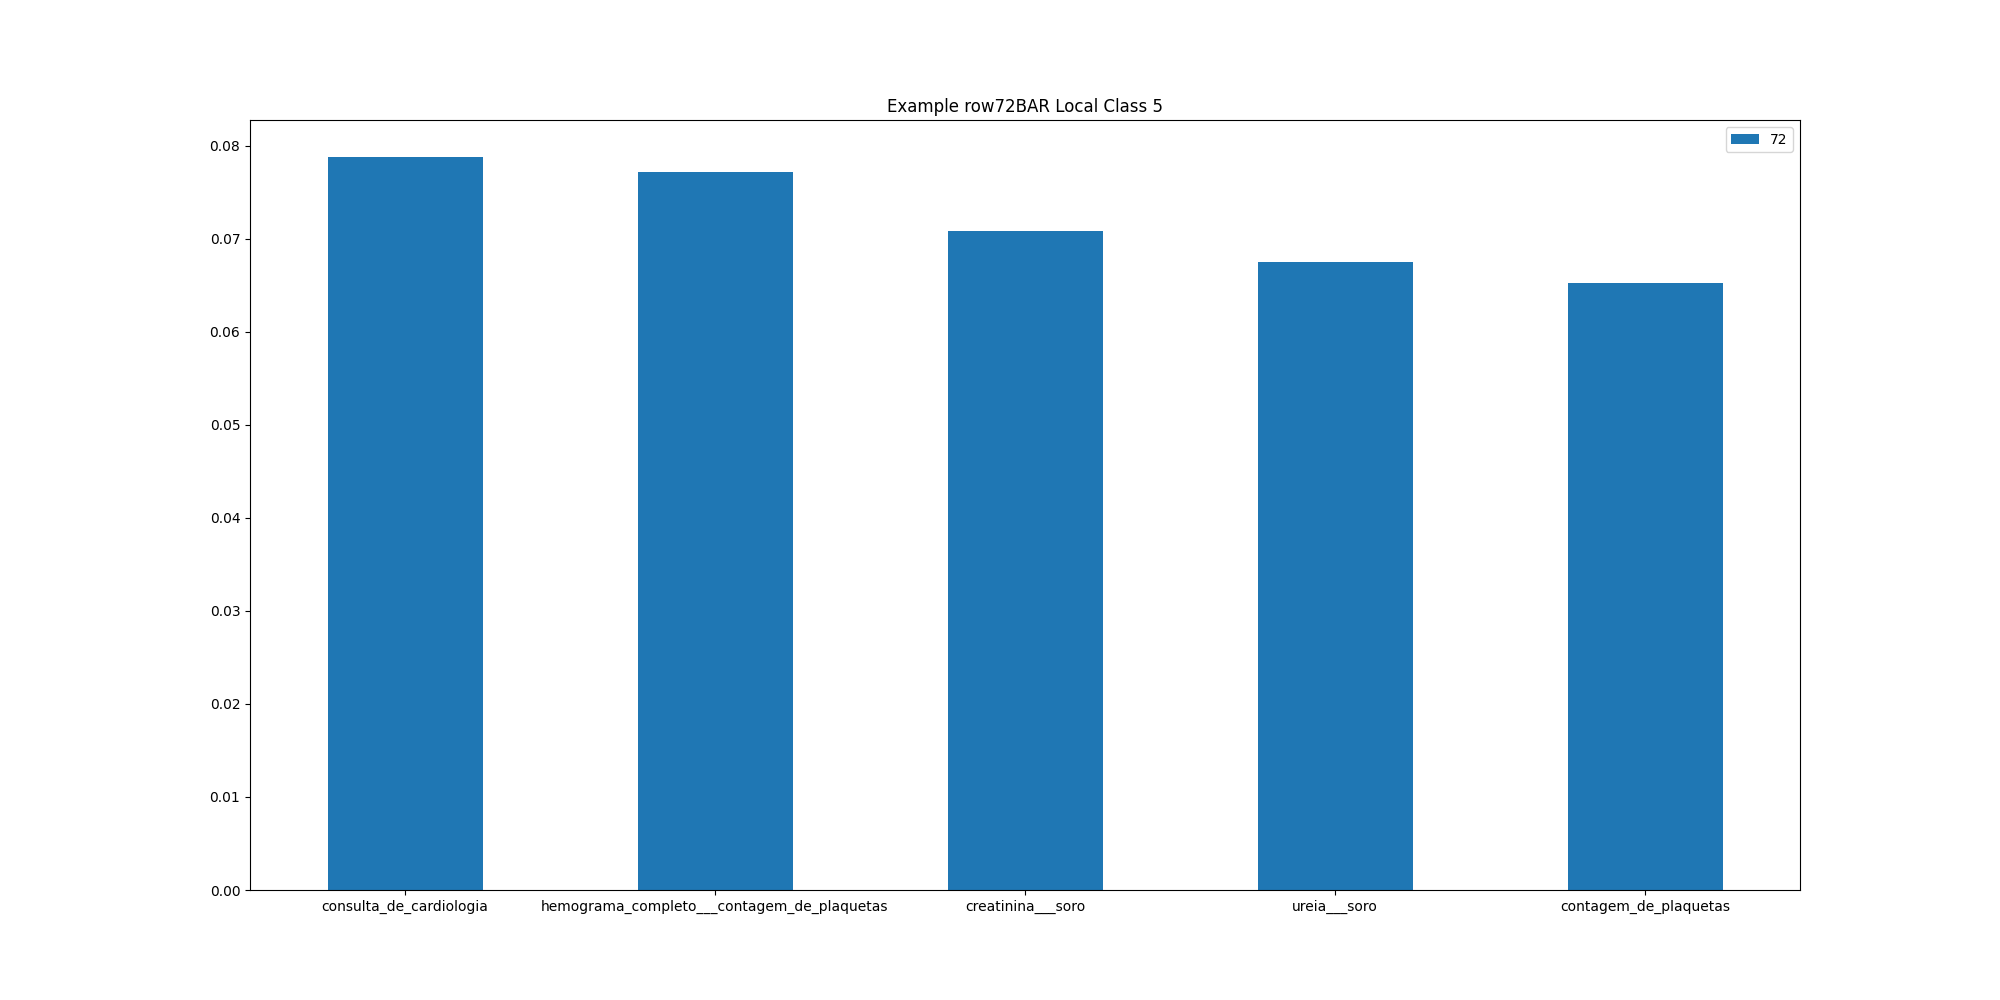 Example row72BAR Local Class 5
72
0.08
0.07
0.06
0.05
0.04
0.03
0.02
0.01
0.00
consulta_de_cardiologia
hemograma_completo___contagem_de_plaquetas
creatinina___soro
ureia___soro
contagem_de_plaquetas